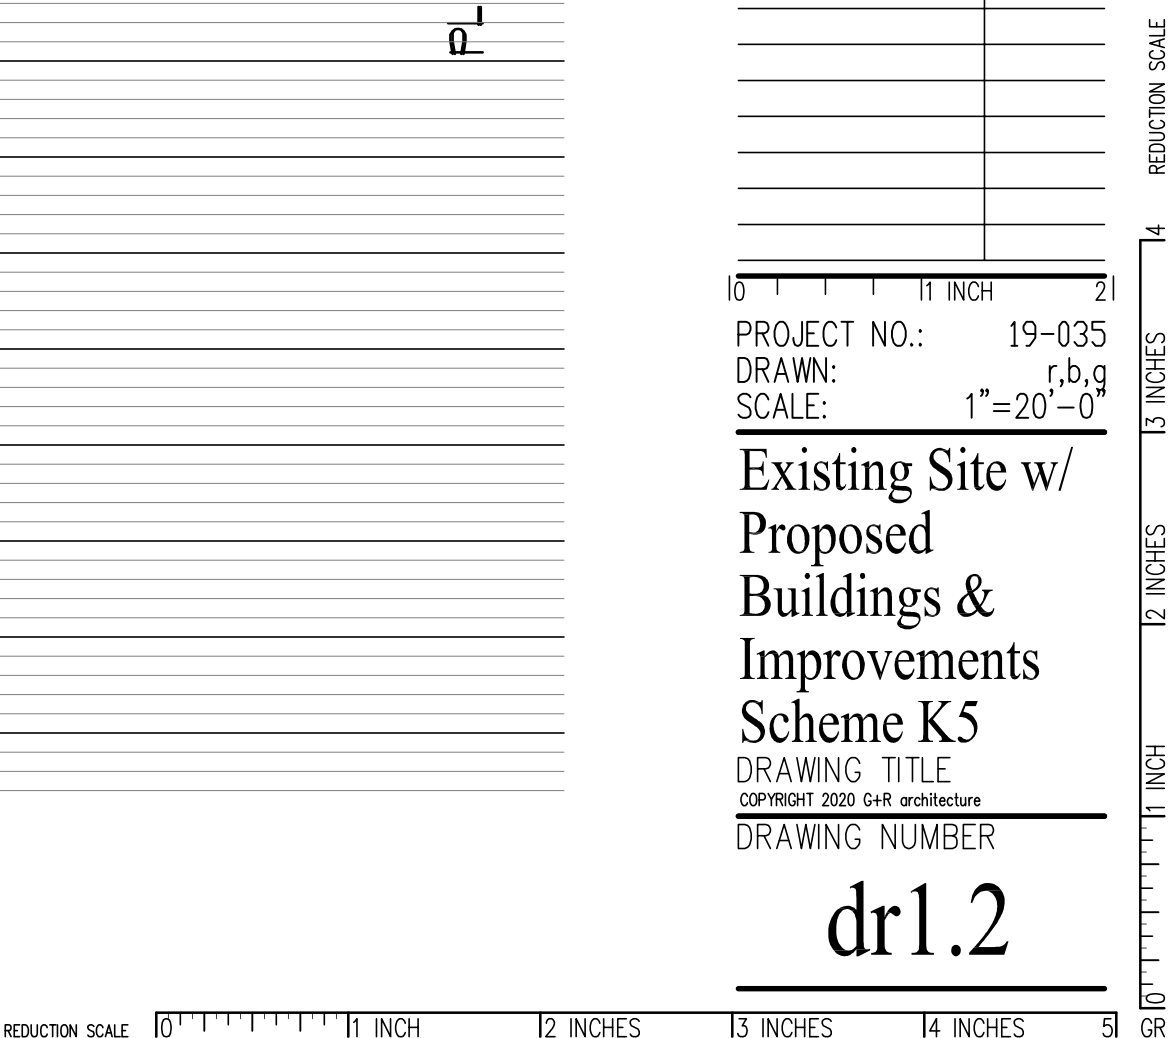 REDUCTION SCALE
4
3 INCHES
2 INCHES
1 INCH
0
0 1 INCH 2
PROJECT NO.: 19-035
DRAWN: r,b,g
SCALE: 1"=20'-0"
Existing Site w/
Proposed
Buildings &
Improvements
Scheme K5
DRAWING TITLE
COPYRIGHT 2020 G+R architecture
DRAWING NUMBER
dr1.2
REDUCTION SCALE 0 1 INCH 2 INCHES 3 INCHES 4 INCHES 5 GR